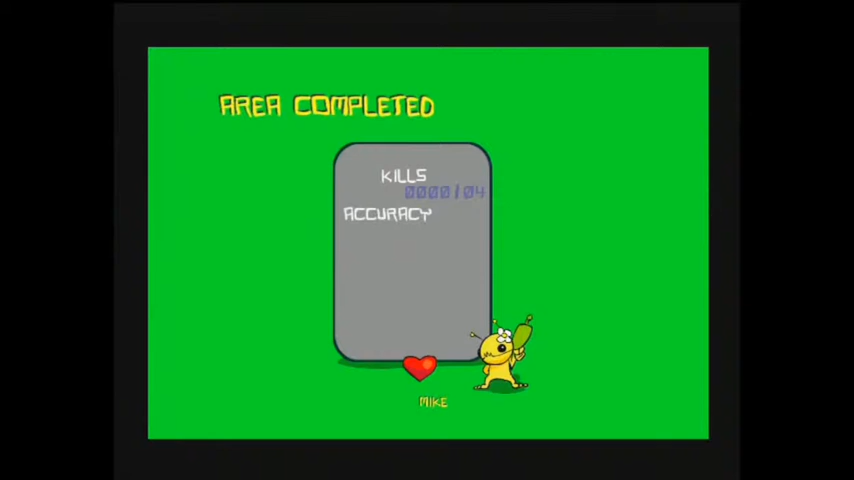 AREA COMPLETED
KILLS
0000/04
ACCURACY
MIKE